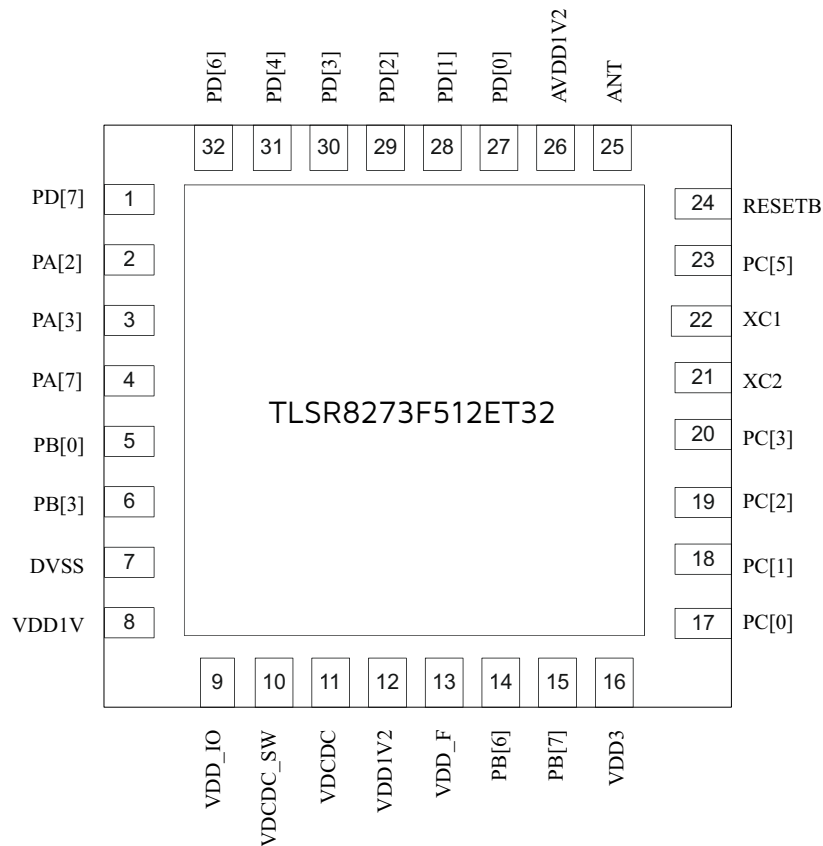 PD[6]
PD[4]
PD[3]
PD[2]
PD[1]
PD[0]
AVDD1V2
ANT
32
31
30
29
28
27
26
25
PD[7] 1
PA[2] 2
PA[3] 3
PA[7] 4
PB[0] 5
PB[3] 6
DVSS 7
VDD1V 8
TLSR8273F512ET32
24 RESETB
23 PC[5]
22 XC1
21 XC2
20 PC[3]
19 PC[2]
18 PC[1]
17 PC[0]
9
10
11
12
13
14
15
16
VDD_IO
VDCDC_SW
VDCDC
VDD1V2
VDD_F
PB[6]
PB[7]
VDD3